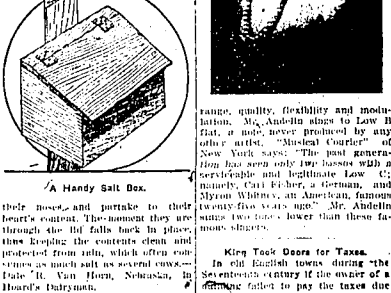 A Handy Salt Box.
their noses, and partake to their
heart's content. The moment they are
through the lid falls back in place,
thus keeping the contents clean and
protected from rain, which often con-
sumes as much salt as several cows.—
Dale R. Van Horn, Nebraska, in
Hoard's Dairyman.
range, quality, flexibility and modu-
lation. Mr. Andelin sings to Low B
flat, a note never produced by any
other artist. "Musical Courier" of
New York says: "The past genera-
tion has seen only two bassos with a
serviceable and legitimate Low C;
namely, Carl Fisher, a German, and
Myron Whitney, an American, famous
twenty-five years ago." Mr. Andelin
sings two tones lower than these fa-
mous singers.
King Took Doors for Taxes.
In old English towns during the
Seventeenth century if the owner of a
failed to pay the taxes due